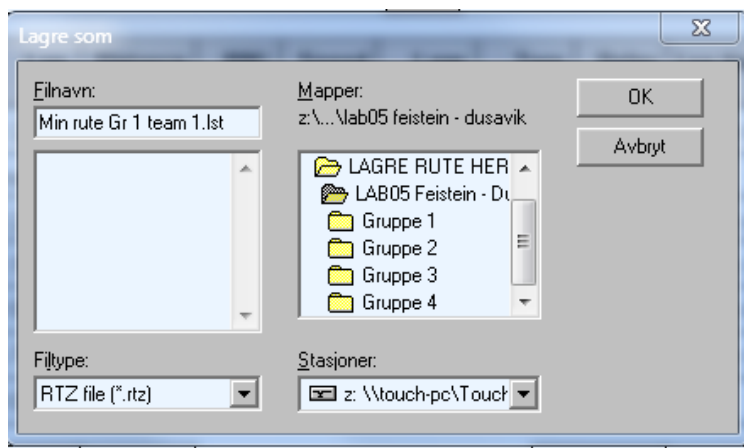 Lagre som
Filnavn:
Min rute Gr 1 team 1.lst
Mapper:
z:\...\lab05 feistein - dusavik
LAGRE RUTE HER
LAB05 Feistein - Du
Gruppe 1
Gruppe 2
Gruppe 3
Gruppe 4
OK
Avbryt
Filtype:
RTZ file (*.rtz)
Stasjoner:
z: \\touch-pc\Touch